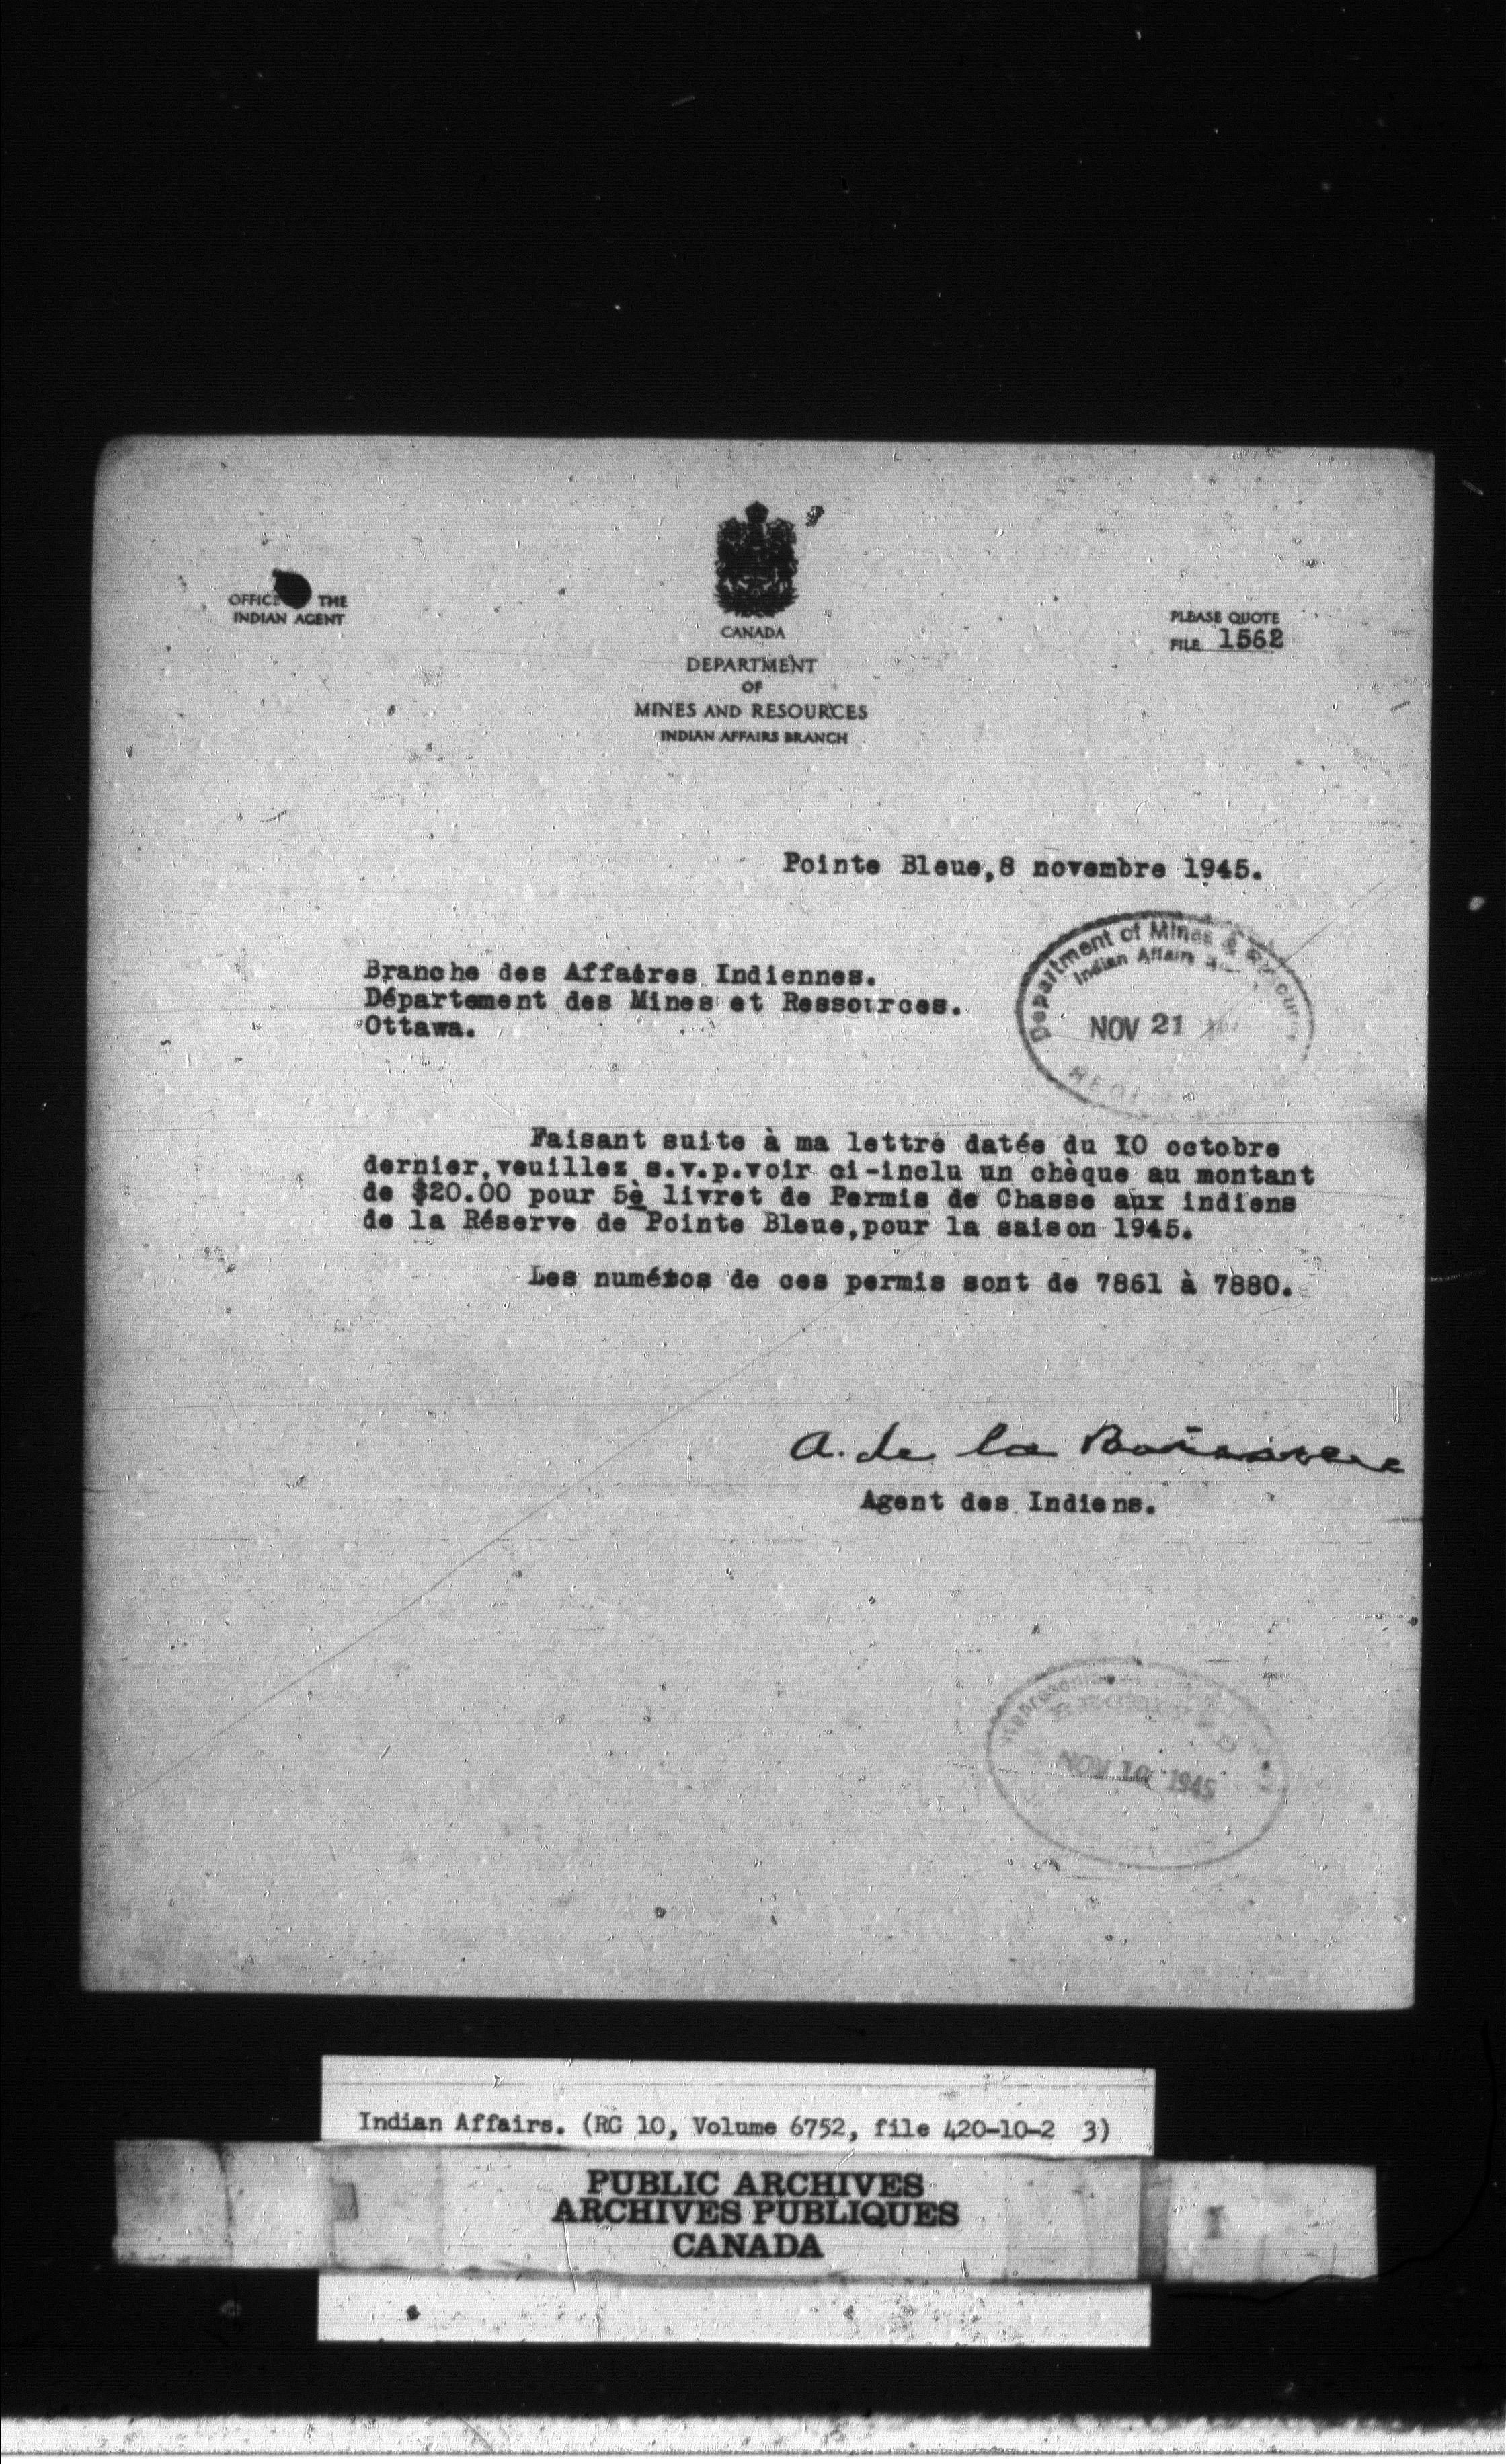 OFFICE THE
INDIAN AGENT
CANADA
DEPARTMENT
OF
MINES AND RESOURCES
INDIAN AFFAIRS BRANCH
PLEASE QUOTE
FILE 1562
Pointe Bleue,8 novembre 1945.
Branche des Affaires Indiennes.
Département des Mines et Ressources.
Ottawa.
Department of Mines &
Indian Affairs
NOV 21
Faisant suite à ma lettre datée du 10 octobre
dernier,veuillez s.v.p.voir ci-inclu un chèque au montant
de $20.00 pour 5è livret de Permis de Chasse aux indiens
de la Réserve de Pointe Bleue,pour la saison 1945.
Les numéros de ces permis sont de 7861 à 7880.
A. de la Boissiere
Agent des Indiens.
RECEIVED
NOV 10 1945
Indian Affairs. (RG 10, Volume 6752, file 420-10-2 3)
PUBLIC ARCHIVES
ARCHIVES PUBLIQUES
CANADA